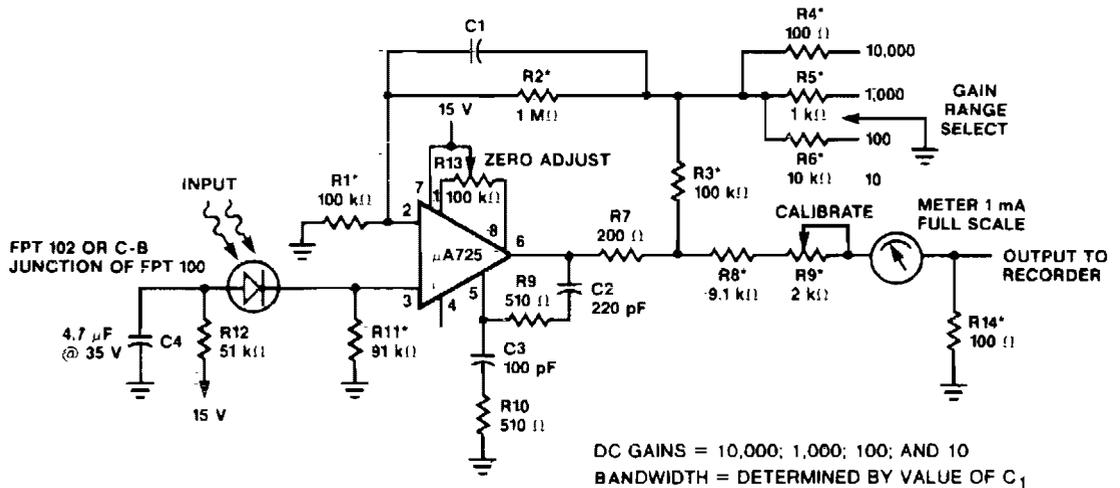 C1
R4*
100 Ω
10,000
R2*
1 MΩ
R5*
1 kΩ
1,000
GAIN
RANGE
SELECT
15 V
R13
100 kΩ
ZERO ADJUST
R6*
10 kΩ
100
10
INPUT
R1*
100 kΩ
R3*
100 kΩ
7
1
2
8
6
μA725
3
4
5
R7
200 Ω
CALIBRATE
METER 1 mA
FULL SCALE
FPT 102 OR C-B
JUNCTION OF FPT 100
OUTPUT TO
RECORDER
R9
510 Ω
C2
220 pF
R8*
9.1 kΩ
R9*
2 kΩ
4.7 μF
@ 35 V
C4
R12
51 kΩ
R11*
91 kΩ
C3
100 pF
R14*
100 Ω
15 V
R10
510 Ω
DC GAINS = 10,000; 1,000; 100; AND 10
BANDWIDTH = DETERMINED BY VALUE OF C1